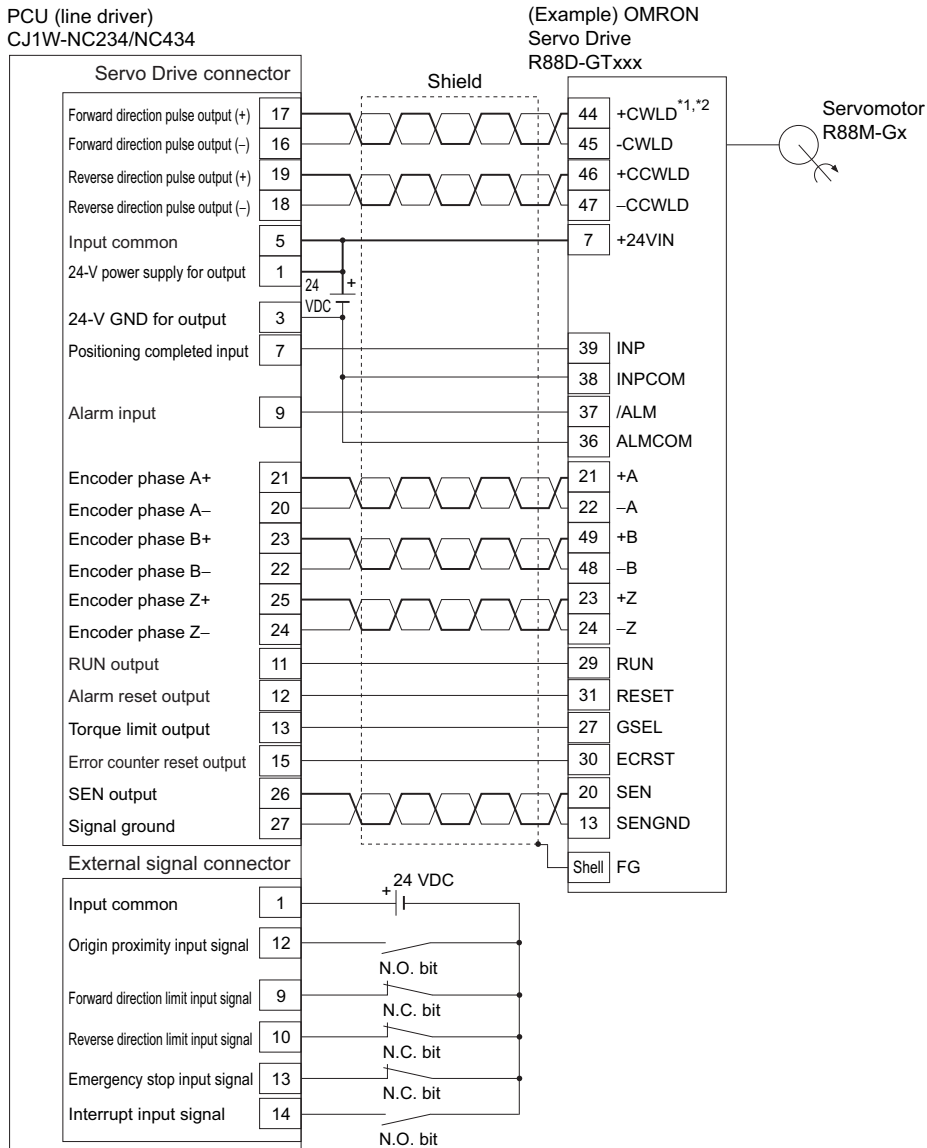 PCU (line driver)
CJ1W-NC234/NC434
(Example) OMRON
Servo Drive
R88D-GTxxx
Servo Drive connector
Shield
Servomotor
R88M-Gx
Forward direction pulse output (+) 17 44 +CWLD*1,*2
Forward direction pulse output (−) 16 45 -CWLD
Reverse direction pulse output (+) 19 46 +CCWLD
Reverse direction pulse output (−) 18 47 −CCWLD
Input common 5 7 +24VIN
24-V power supply for output 1
24 +
VDC
24-V GND for output 3
Positioning completed input 7 39 INP
38 INPCOM
Alarm input 9 37 /ALM
36 ALMCOM
Encoder phase A+ 21 21 +A
Encoder phase A− 20 22 −A
Encoder phase B+ 23 49 +B
Encoder phase B− 22 48 −B
Encoder phase Z+ 25 23 +Z
Encoder phase Z− 24 24 −Z
RUN output 11 29 RUN
Alarm reset output 12 31 RESET
Torque limit output 13 27 GSEL
Error counter reset output 15 30 ECRST
SEN output 26 20 SEN
Signal ground 27 13 SENGND
Shell FG
External signal connector
+ 24 VDC
Input common 1
Origin proximity input signal 12
N.O. bit
Forward direction limit input signal 9
N.C. bit
Reverse direction limit input signal 10
N.C. bit
Emergency stop input signal 13
N.C. bit
Interrupt input signal 14
N.O. bit